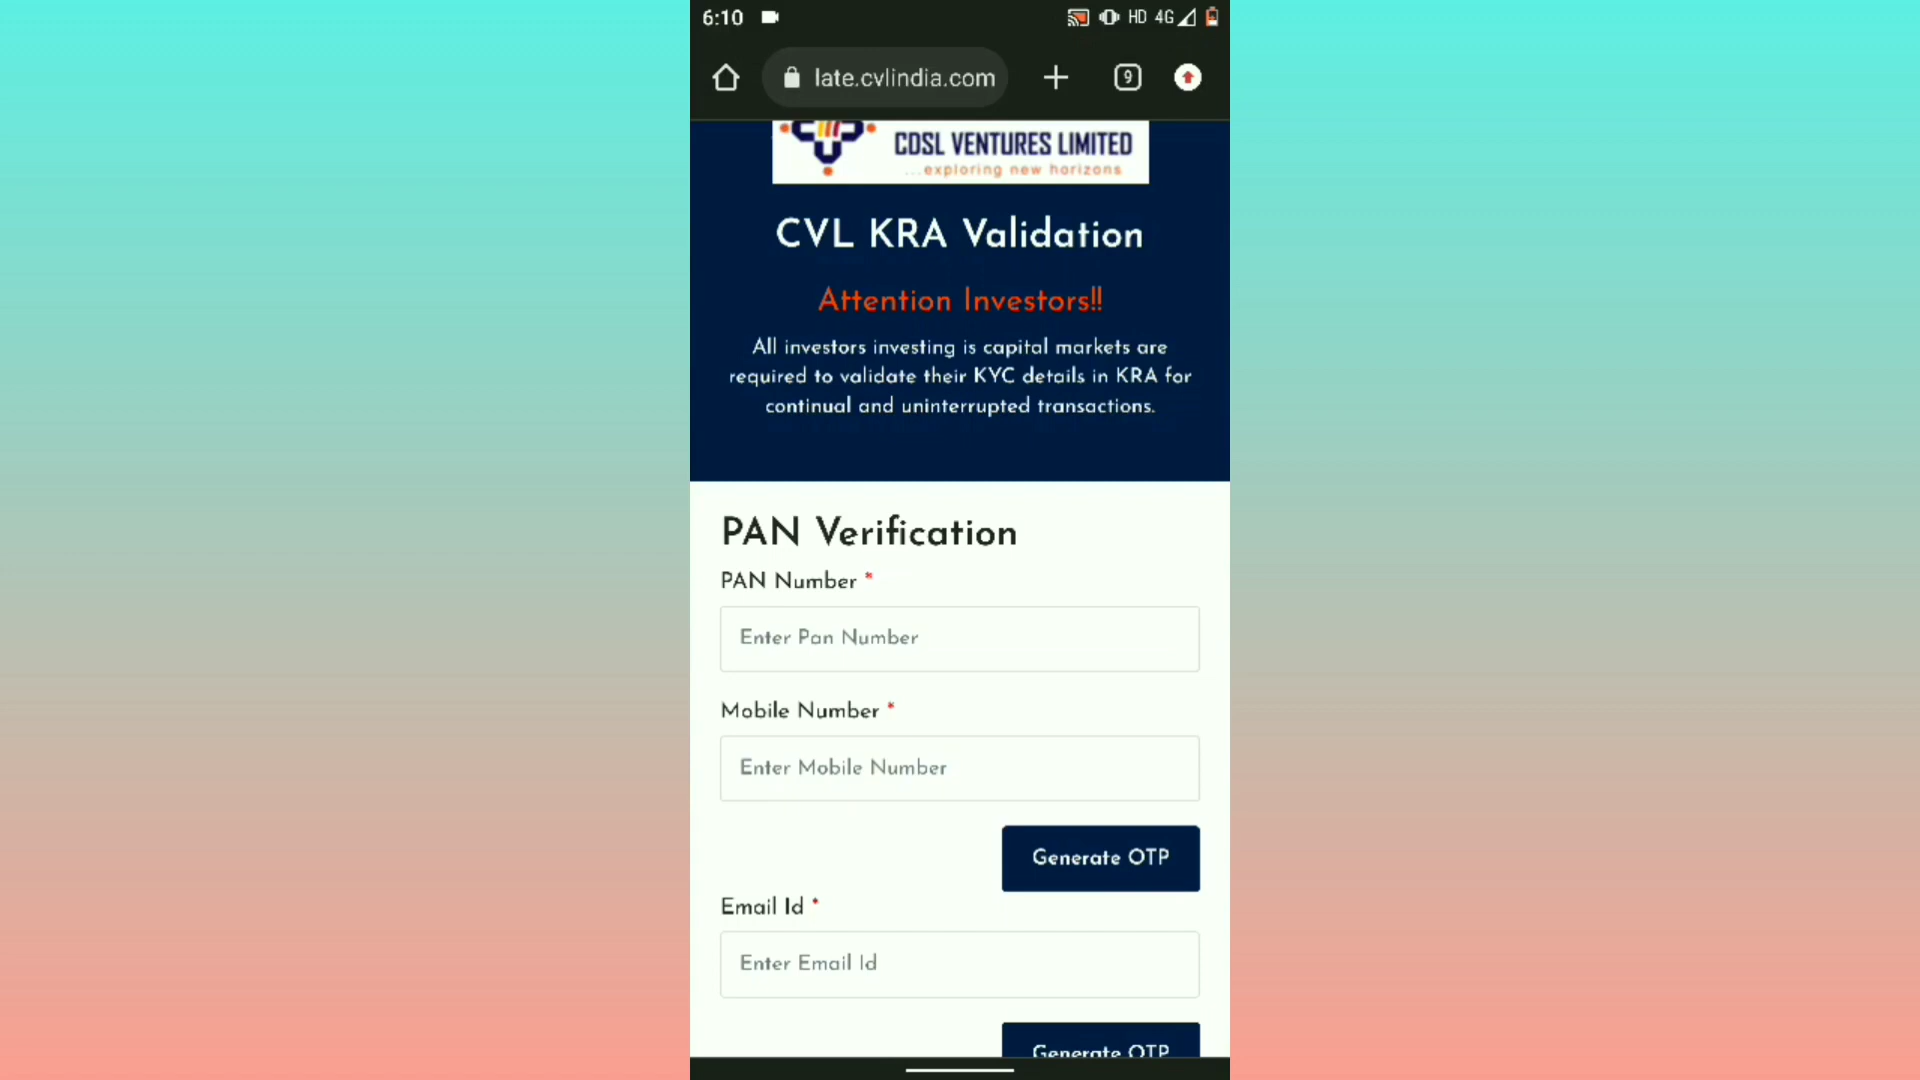 6:10
HD 4G
late.cvlindia.com
9
CDSL VENTURES LIMITED
...exploring new horizons
CVL KRA Validation
Attention Investors!!
All investors investing is capital markets are
required to validate their KYC details in KRA for
continual and uninterrupted transactions.
PAN Verification
PAN Number *
Enter Pan Number
Mobile Number *
Enter Mobile Number
Generate OTP
Email Id *
Enter Email Id
Generate OTP